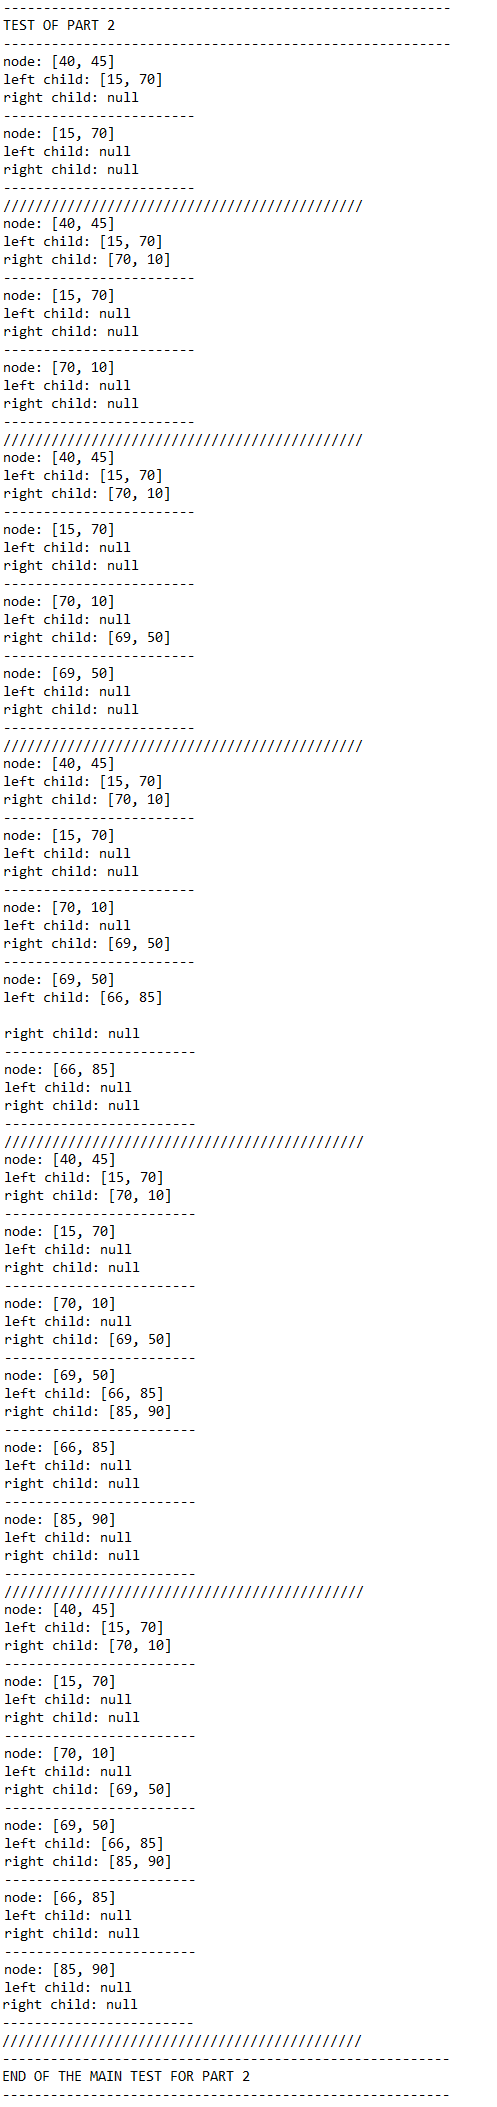 --------------------------------------------------------
TEST OF PART 2
--------------------------------------------------------
node: [40, 45]
left child: [15, 70]
right child: null
------------------------
node: [15, 70]
left child: null
right child: null
------------------------
/////////////////////////////////////////////
node: [40, 45]
left child: [15, 70]
right child: [70, 10]
------------------------
node: [15, 70]
left child: null
right child: null
------------------------
node: [70, 10]
left child: null
right child: null
------------------------
/////////////////////////////////////////////
node: [40, 45]
left child: [15, 70]
right child: [70, 10]
------------------------
node: [15, 70]
left child: null
right child: null
------------------------
node: [70, 10]
left child: null
right child: [69, 50]
------------------------
node: [69, 50]
left child: null
right child: null
------------------------
/////////////////////////////////////////////
node: [40, 45]
left child: [15, 70]
right child: [70, 10]
------------------------
node: [15, 70]
left child: null
right child: null
------------------------
node: [70, 10]
left child: null
right child: [69, 50]
------------------------
node: [69, 50]
left child: [66, 85]
right child: null
------------------------
node: [66, 85]
left child: null
right child: null
------------------------
/////////////////////////////////////////////
node: [40, 45]
left child: [15, 70]
right child: [70, 10]
------------------------
node: [15, 70]
left child: null
right child: null
------------------------
node: [70, 10]
left child: null
right child: [69, 50]
------------------------
node: [69, 50]
left child: [66, 85]
right child: [85, 90]
------------------------
node: [66, 85]
left child: null
right child: null
------------------------
node: [85, 90]
left child: null
right child: null
------------------------
/////////////////////////////////////////////
node: [40, 45]
left child: [15, 70]
right child: [70, 10]
------------------------
node: [15, 70]
left child: null
right child: null
------------------------
node: [70, 10]
left child: null
right child: [69, 50]
------------------------
node: [69, 50]
left child: [66, 85]
right child: [85, 90]
------------------------
node: [66, 85]
left child: null
right child: null
------------------------
node: [85, 90]
left child: null
right child: null
------------------------
/////////////////////////////////////////////
--------------------------------------------------------
END OF THE MAIN TEST FOR PART 2
--------------------------------------------------------